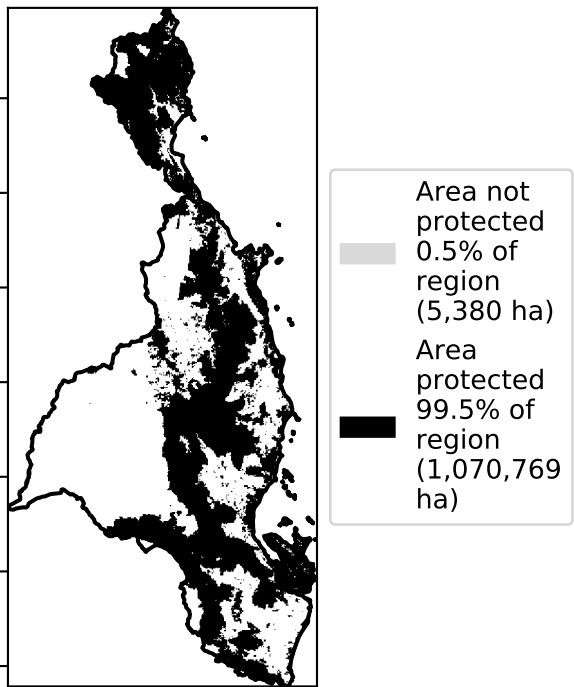 Area not
protected
0.5% of
region
(5,380 ha)
Area
protected
99.5% of
region
(1,070,769
ha)